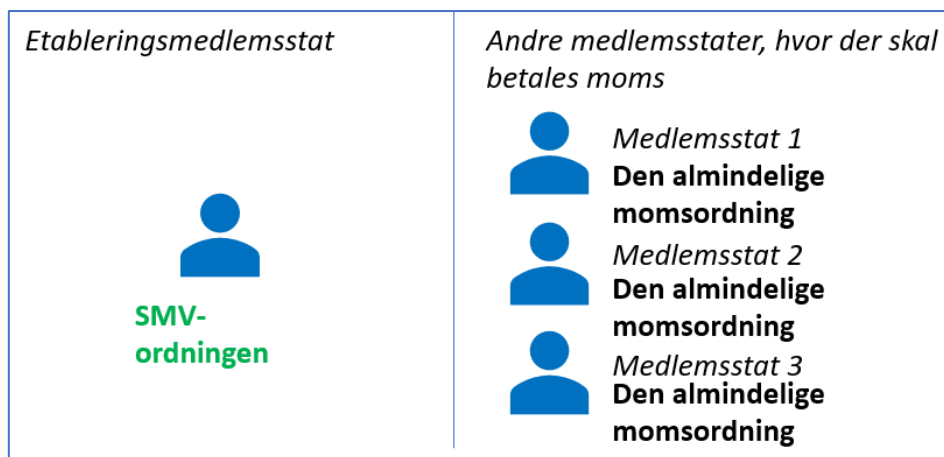 Etableringsmedlemsstat
SMV-
ordningen
Andre medlemsstater, hvor der skal
betales moms
Medlemsstat 1
Den almindelige
momsordning
Medlemsstat 2
Den almindelige
momsordning
Medlemsstat 3
Den almindelige
momsordning